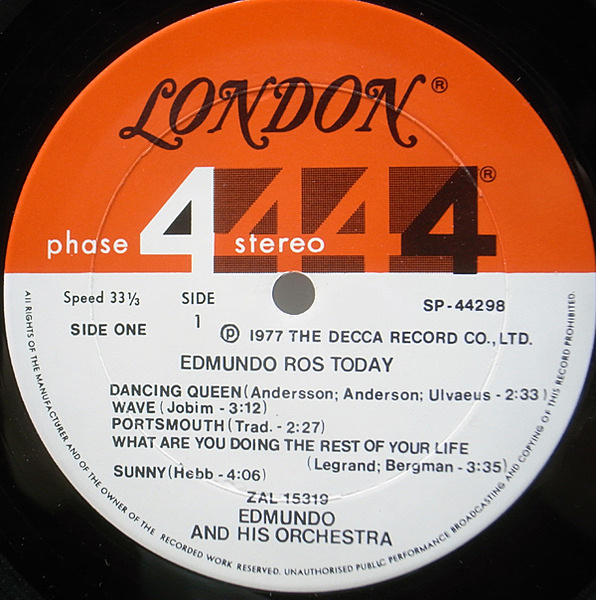 LONDON®
phase 4 stereo 4 4 4®
Speed 33⅓
SIDE
1
SP-44298
SIDE ONE
Ⓟ 1977 THE DECCA RECORD CO., LTD.
EDMUNDO ROS TODAY
DANCING QUEEN (Andersson; Anderson; Ulvaeus - 2:33)
WAVE (Jobim - 3:12)
PORTSMOUTH (Trad. - 2:27)
WHAT ARE YOU DOING THE REST OF YOUR LIFE
(Legrand; Bergman - 3:35)
SUNNY (Hebb - 4:06)
ZAL 15319
EDMUNDO
AND HIS ORCHESTRA
All RIGHTS OF THE MANUFACTURER AND OF THE OWNER OF THE RECORDED WORK RESERVED. UNAUTHORISED PUBLIC PERFORMANCE BROADCASTING AND COPYING OF THIS RECORD PROHIBITED.